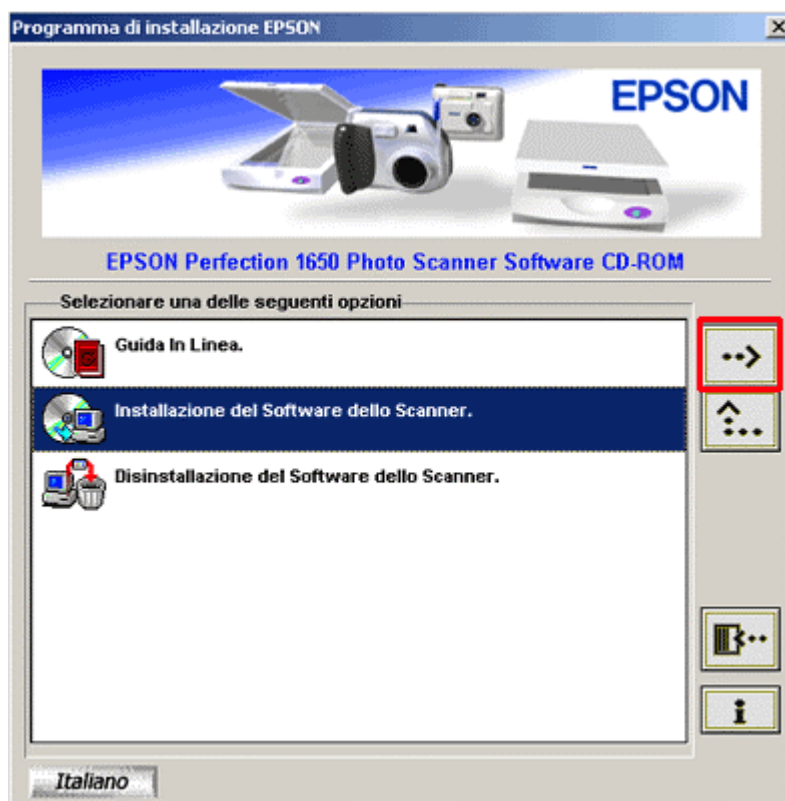 Programma di installazione EPSON
EPSON
EPSON Perfection 1650 Photo Scanner Software CD-ROM
Selezionare una delle seguenti opzioni
Guida In Linea.
Installazione del Software dello Scanner.
Disinstallazione del Software dello Scanner.
Italiano